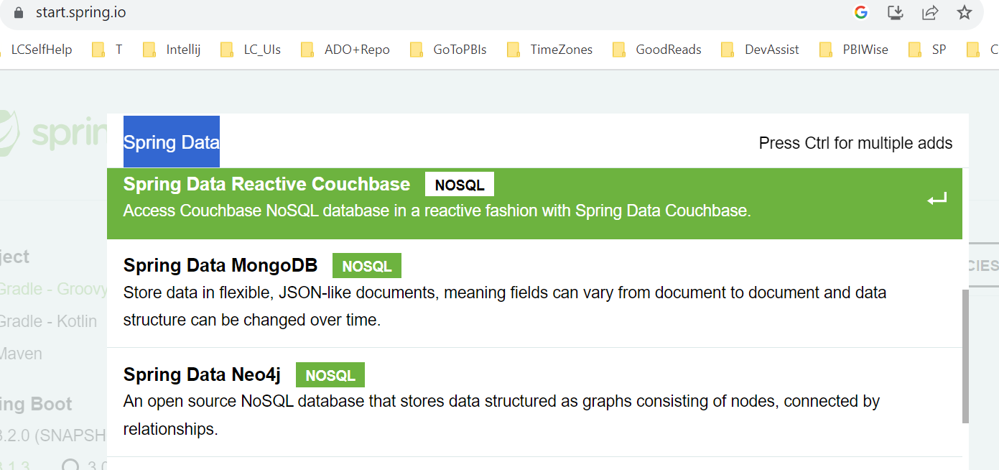 start.spring.io
LCSelfHelp T Intellij LC_UIs ADO+Repo GoToPBIs TimeZones GoodReads DevAssist PBIWise SP C
sprin
Spring Data Press Ctrl for multiple adds
Spring Data Reactive Couchbase NOSQL
Access Couchbase NoSQL database in a reactive fashion with Spring Data Couchbase.
ject
Spring Data MongoDB NOSQL
CIES
Gradle - Groovy
Store data in flexible, JSON-like documents, meaning fields can vary from document to document and data
Gradle - Kotlin
structure can be changed over time.
Maven
Spring Data Neo4j NOSQL
ing Boot
An open source NoSQL database that stores data structured as graphs consisting of nodes, connected by
relationships.
3.2.0 (SNAPSH
3.1.3 3.0